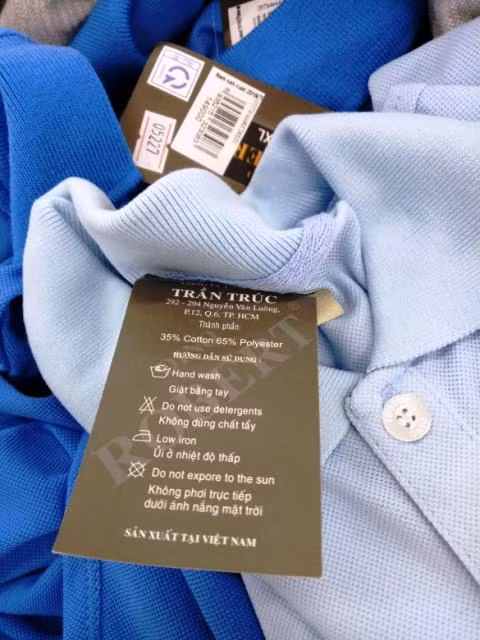 05227
149000
XL
TRẦN TRÚC
292 - 294 Nguyễn Văn Luông,
P.12, Q.6, TP. HCM
Thành phần:
35% Cotton 65% Polyester
HƯỚNG DẪN SỬ DỤNG :
Hand wash
Giặt bằng tay
Do not use detergents
Không dùng chất tẩy
Low iron
Ủi ở nhiệt độ thấp
Do not expore to the sun
Không phơi trực tiếp
dưới ánh nắng mặt trời
SẢN XUẤT TẠI VIỆT NAM
ROBERT